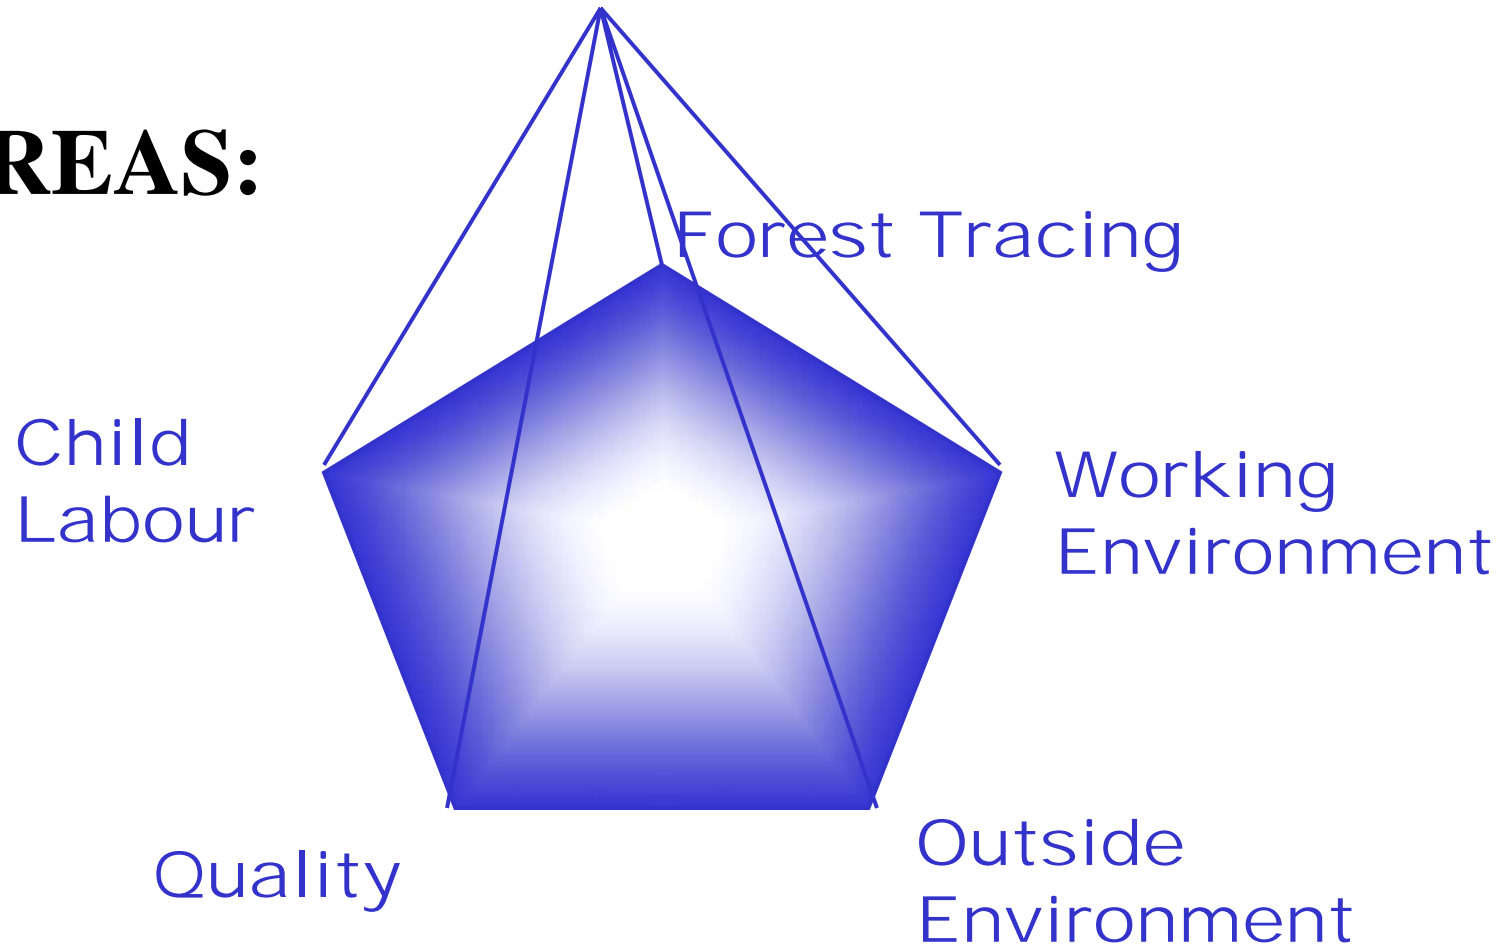 REAS:
Forest Tracing
Child
Labour
Working
Environment
Quality
Outside
Environment